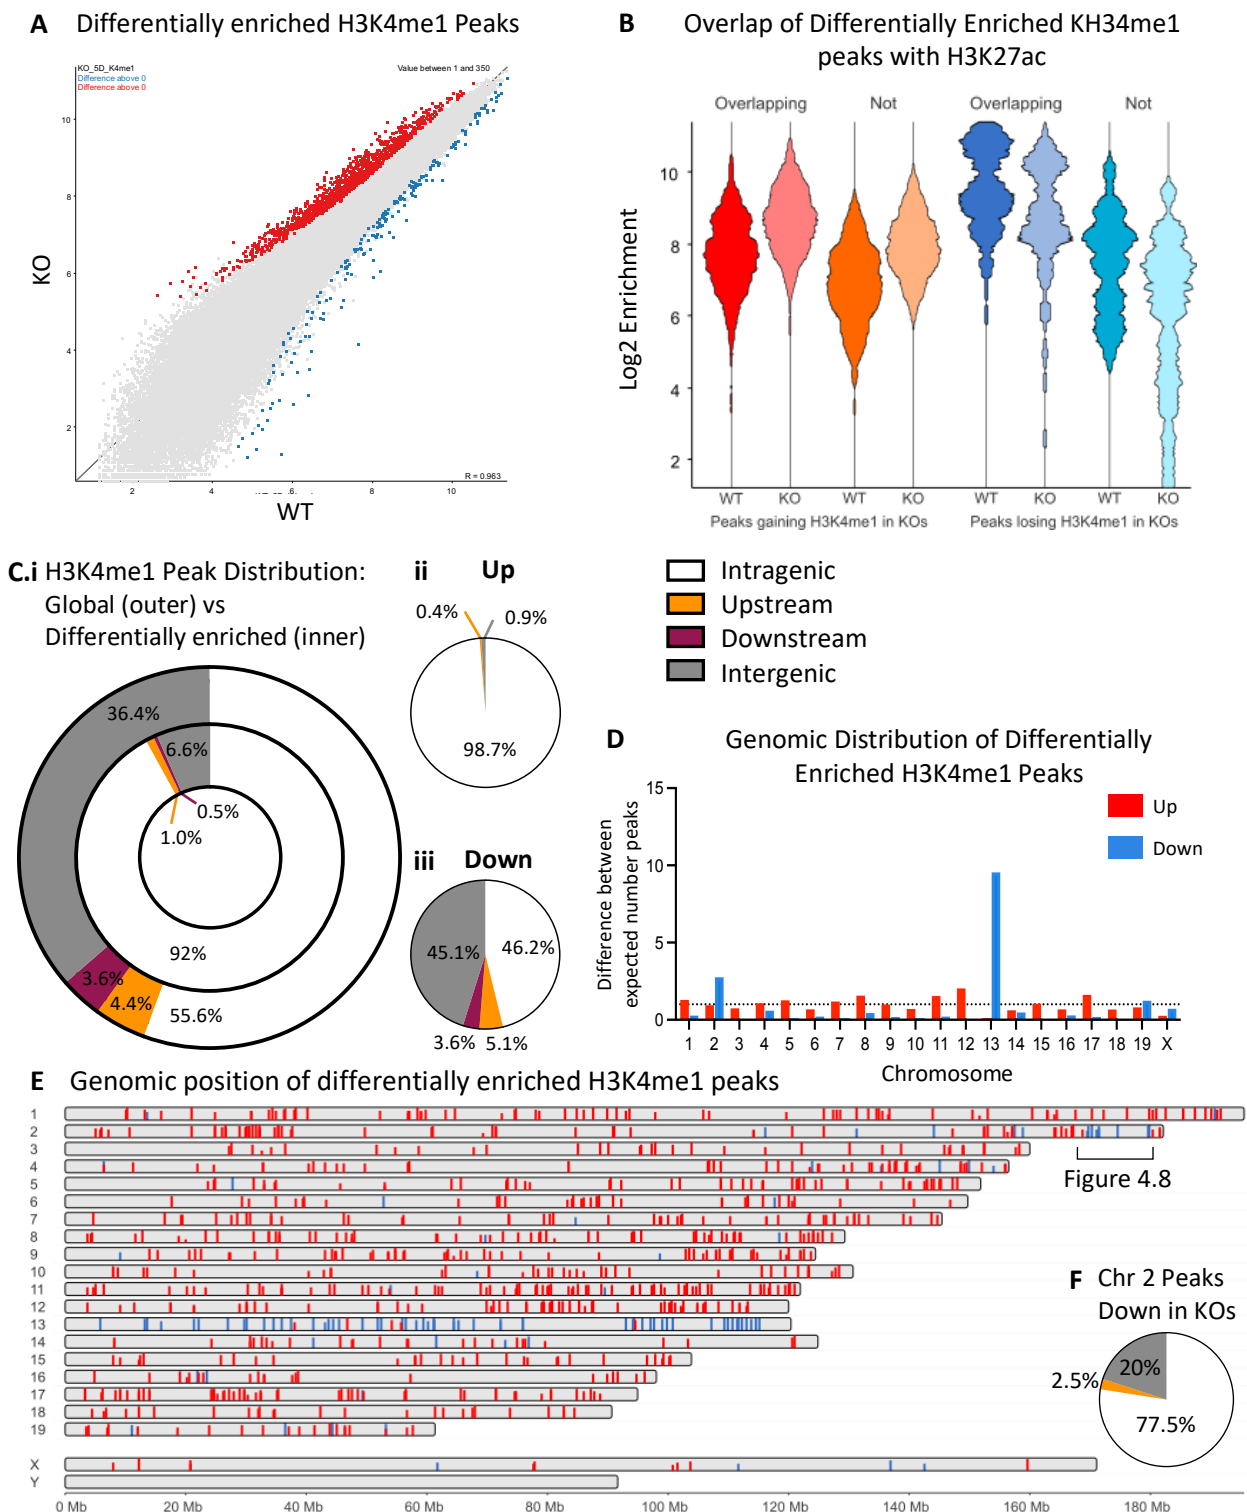 A Differentially enriched H3K4me1 Peaks
KO_5D_K4me1
Difference above 0
Difference above 0
Value between 1 and 350
10
8
6
4
2
KO
R = 0.963
2 4 6 8 10
WT
B Overlap of Differentially Enriched KH34me1
peaks with H3K27ac
Overlapping Not Overlapping Not
10
8
6
4
2
Log2 Enrichment
WT KO WT KO WT KO WT KO
Peaks gaining H3K4me1 in KOs Peaks losing H3K4me1 in KOs
C.i H3K4me1 Peak Distribution:
Global (outer) vs
Differentially enriched (inner)
36.4%
6.6%
0.5%
1.0%
92%
3.6%
4.4%
55.6%
ii Up
0.4%
0.9%
98.7%
iii Down
45.1%
46.2%
3.6% 5.1%
Intragenic
Upstream
Downstream
Intergenic
D Genomic Distribution of Differentially
Enriched H3K4me1 Peaks
Difference between
expected number peaks
15
10
5
0
Up
Down
1 2 3 4 5 6 7 8 9 10 11 12 13 14 15 16 17 18 19 X
Chromosome
E Genomic position of differentially enriched H3K4me1 peaks
1
2
3
4
5
6
7
8
9
10
11
12
13
14
15
16
17
18
19
X
Y
Figure 4.8
0 Mb 20 Mb 40 Mb 60 Mb 80 Mb 100 Mb 120 Mb 140 Mb 160 Mb 180 Mb
F Chr 2 Peaks
Down in KOs
20%
2.5%
77.5%